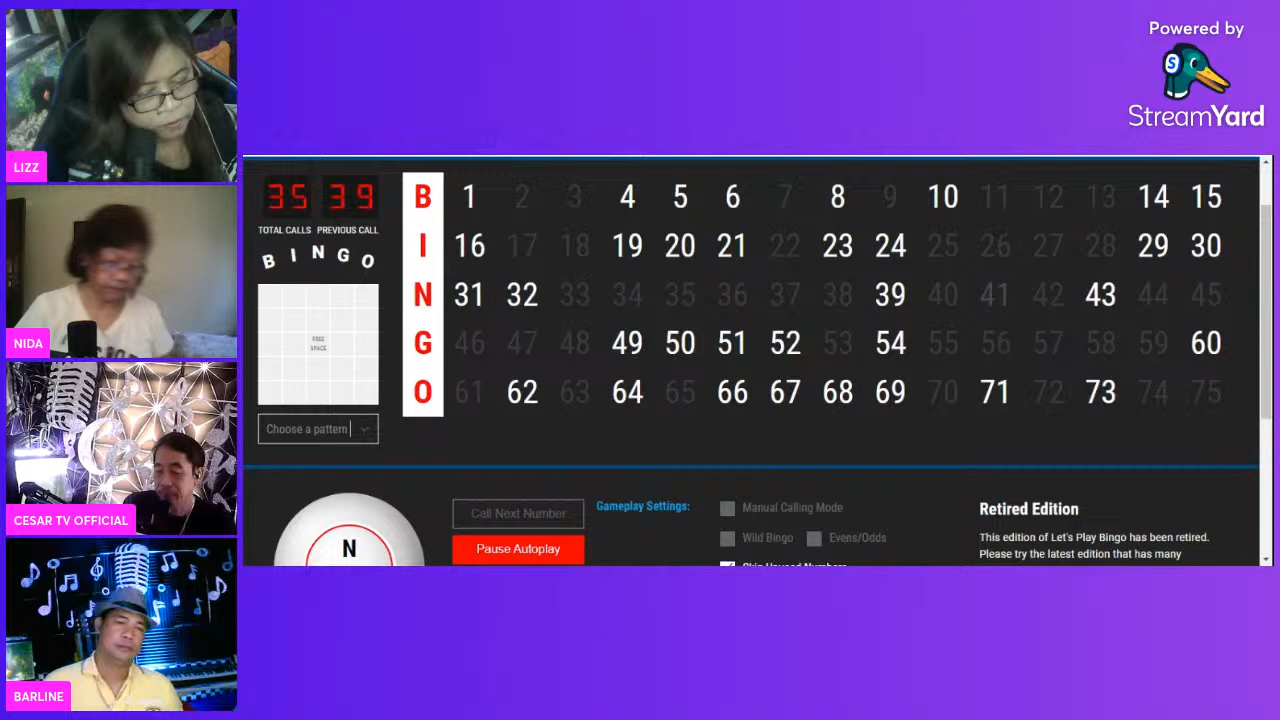 Powered by
StreamYard
LIZZ
NIDA
CESAR TV OFFICIAL
BARLINE
35 39
TOTAL CALLS PREVIOUS CALL
B I N G O
FREE
SPACE
Choose a pattern
B 1 2 3 4 5 6 7 8 9 10 11 12 13 14 15
I 16 17 18 19 20 21 22 23 24 25 26 27 28 29 30
N 31 32 33 34 35 36 37 38 39 40 41 42 43 44 45
G 46 47 48 49 50 51 52 53 54 55 56 57 58 59 60
O 61 62 63 64 65 66 67 68 69 70 71 72 73 74 75
N
Call Next Number
Pause Autoplay
Gameplay Settings:
Manual Calling Mode
Wild Bingo Evens/Odds
Skip Unused Numbers
Retired Edition
This edition of Let's Play Bingo has been retired.
Please try the latest edition that has many